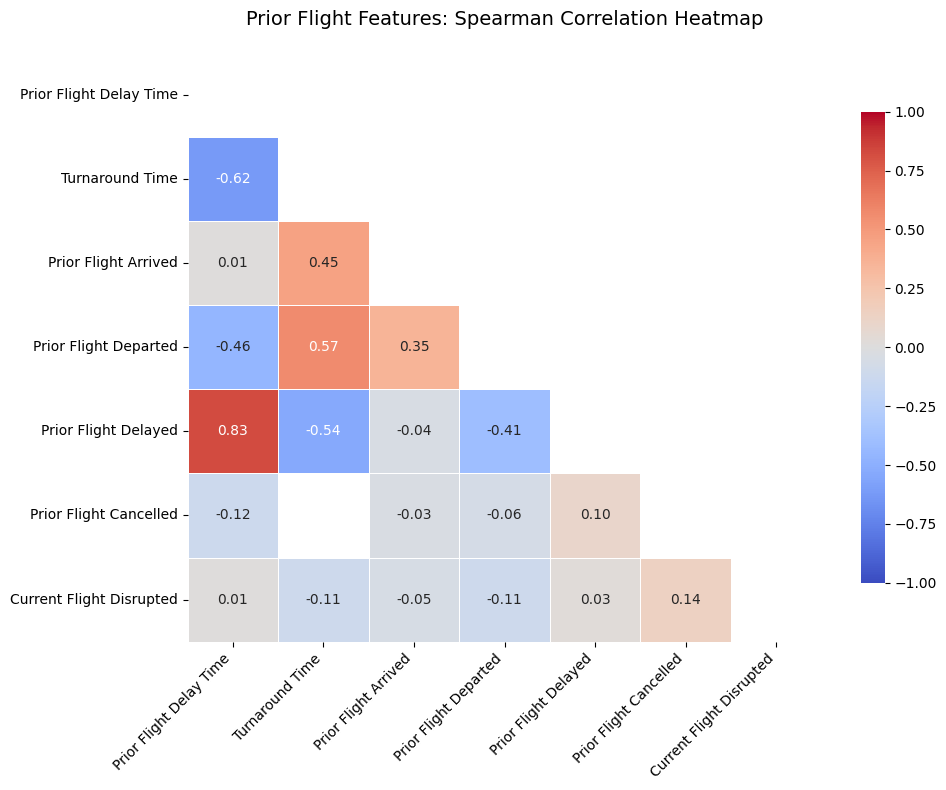 Prior Flight Features: Spearman Correlation Heatmap
Prior Flight Delay Time
Turnaround Time
-0.62
Prior Flight Arrived
0.01 0.45
Prior Flight Departed
-0.46 0.57 0.35
Prior Flight Delayed
0.83 -0.54 -0.04 -0.41
Prior Flight Cancelled
-0.12 -0.03 -0.06 0.10
Current Flight Disrupted
0.01 -0.11 -0.05 -0.11 0.03 0.14
Prior Flight Delay Time
Turnaround Time
Prior Flight Arrived
Prior Flight Departed
Prior Flight Delayed
Prior Flight Cancelled
Current Flight Disrupted
1.00
0.75
0.50
0.25
0.00
−0.25
−0.50
−0.75
−1.00